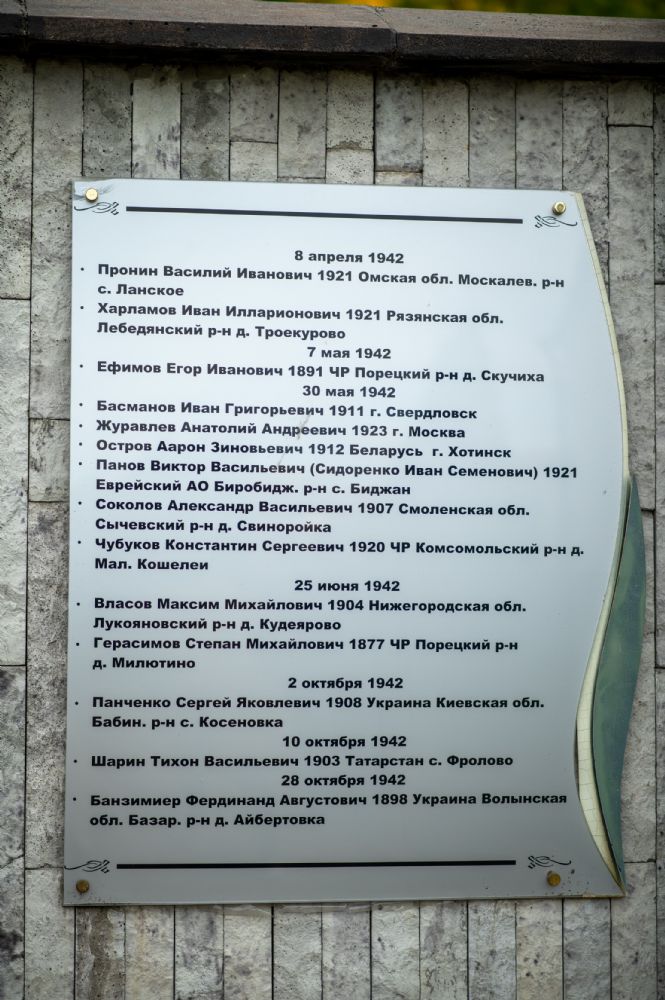 8 апреля 1942
· Пронин Василий Иванович 1921 Омская обл. Москалев. р-н
с. Ланское
· Харламов Иван Илларионович 1921 Рязянская обл.
Лебедянский р-н д. Троекурово
7 мая 1942
· Ефимов Егор Иванович 1891 ЧР Порецкий р-н д. Скучиха
30 мая 1942
· Басманов Иван Григорьевич 1911 г. Свердловск
· Журавлев Анатолий Андреевич 1923 г. Москва
· Остров Аарон Зиновьевич 1912 Беларусь г. Хотинск
· Панов Виктор Васильевич (Сидоренко Иван Семенович) 1921
Еврейский АО Биробидж. р-н с. Биджан
· Соколов Александр Васильевич 1907 Смоленская обл.
Сычевский р-н д. Свиноройка
· Чубуков Константин Сергеевич 1920 ЧР Комсомольский р-н д.
Мал. Кошелеи
25 июня 1942
· Власов Максим Михайлович 1904 Нижегородская обл.
Лукояновский р-н д. Кудеярово
· Герасимов Степан Михайлович 1877 ЧР Порецкий р-н
д. Милютино
2 октября 1942
· Панченко Сергей Яковлевич 1908 Украина Киевская обл.
Бабин. р-н с. Косеновка
10 октября 1942
· Шарин Тихон Васильевич 1903 Татарстан с. Фролово
28 октября 1942
· Банзимиер Фердинанд Августович 1898 Украина Волынская
обл. Базар. р-н д. Айбертовка